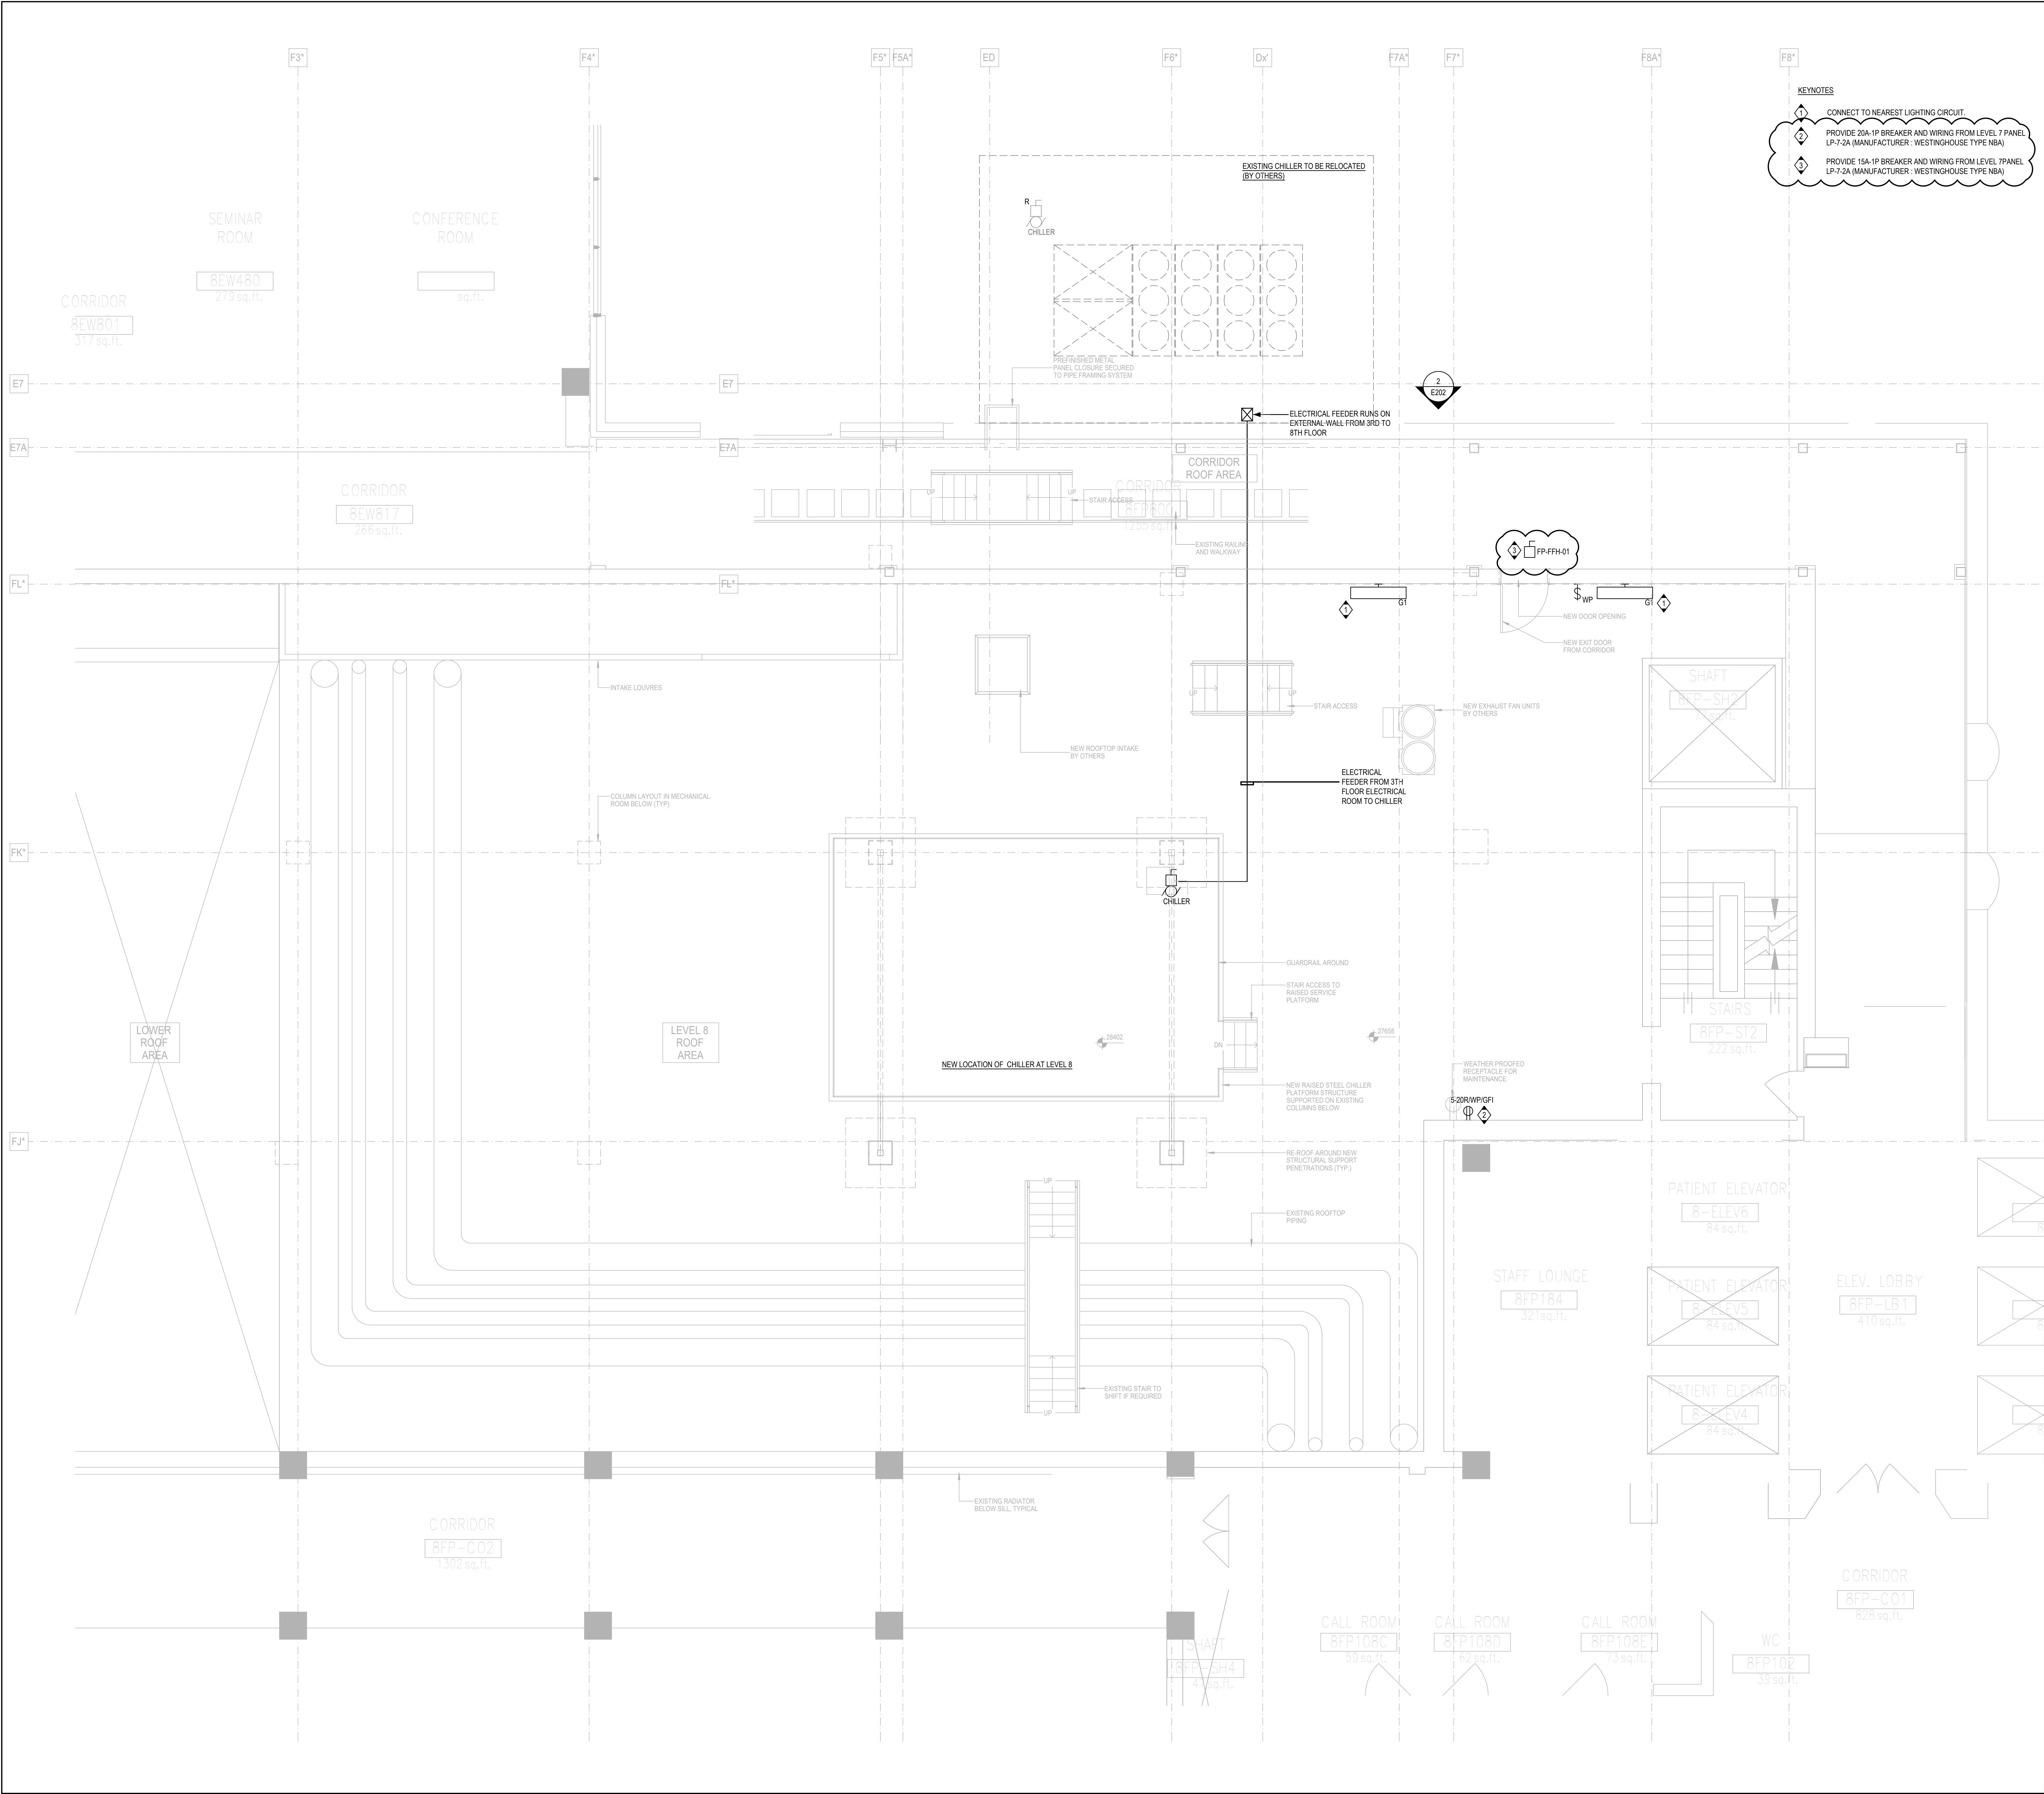 F3*
F4*
F5*
F5A*
ED
F6*
Dx'
F7A*
F7*
F8A*
F8*
KEYNOTES
1 CONNECT TO NEAREST LIGHTING CIRCUIT.
2 PROVIDE 20A-1P BREAKER AND WIRING FROM LEVEL 7 PANEL
LP-7-2A (MANUFACTURER : WESTINGHOUSE TYPE NBA)
3 PROVIDE 15A-1P BREAKER AND WIRING FROM LEVEL 7PANEL
LP-7-2A (MANUFACTURER : WESTINGHOUSE TYPE NBA)
EXISTING CHILLER TO BE RELOCATED
(BY OTHERS)
R
CHILLER
SEMINAR
ROOM
8EW480
279 sq.ft.
CONFERENCE
ROOM
sq.ft.
CORRIDOR
8EW801
317 sq.ft.
PREFINISHED METAL
PANEL CLOSURE SECURED
TO PIPE FRAMING SYSTEM
E7
E7
2
E202
ELECTRICAL FEEDER RUNS ON
EXTERNAL WALL FROM 3RD TO
8TH FLOOR
E7A
E7A
CORRIDOR
ROOF AREA
CORRIDOR
8EW817
266 sq.ft.
UP
UP
STAIR ACCESS
CORRIDOR
EXISTING RAILING
AND WALKWAY
3
FP-FFH-01
FL*
FL*
G1
1
WP
G1
1
NEW DOOR OPENING
NEW EXIT DOOR
FROM CORRIDOR
INTAKE LOUVRES
UP
UP
STAIR ACCESS
SHAFT
8FP-SH2
NEW EXHAUST FAN UNITS
BY OTHERS
NEW ROOFTOP INTAKE
BY OTHERS
ELECTRICAL
FEEDER FROM 3TH
FLOOR ELECTRICAL
ROOM TO CHILLER
COLUMN LAYOUT IN MECHANICAL
ROOM BELOW (TYP)
FK*
CHILLER
GUARDRAIL AROUND
STAIR ACCESS TO
RAISED SERVICE
PLATFORM
LOWER
ROOF
AREA
LEVEL 8
ROOF
AREA
28402
27658
DN
STAIRS
8FP-ST2
222 sq.ft.
NEW LOCATION OF CHILLER AT LEVEL 8
WEATHER PROOFED
RECEPTACLE FOR
MAINTENANCE
NEW RAISED STEEL CHILLER
PLATFORM STRUCTURE
SUPPORTED ON EXISTING
COLUMNS BELOW
5-20R/WP/GFI
2
FJ*
RE-ROOF AROUND NEW
STRUCTURAL SUPPORT
PENETRATIONS (TYP.)
UP
PATIENT ELEVATOR
8-ELEV6
84 sq.ft.
EXISTING ROOFTOP
PIPING
STAFF LOUNGE
8FP184
321sq.ft.
PATIENT ELEVATOR
8-ELEV5
84 sq.ft.
ELEV. LOBBY
8FP-LB1
410 sq.ft.
EXISTING STAIR TO
SHIFT IF REQUIRED
UP
PATIENT ELEVATOR
8-ELEV4
84 sq.ft.
EXISTING RADIATOR
BELOW SILL, TYPICAL
CORRIDOR
8FP-C02
1302 sq.ft.
CORRIDOR
8FP-C01
828 sq.ft.
SHAFT
8FP-SH4
CALL ROOM
8FP108C
59 sq.ft.
CALL ROOM
8FP108D
62 sq.ft.
CALL ROOM
8FP108E
73 sq.ft.
WC
8FP102
39 sq.ft.